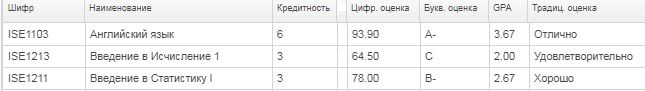 Шифр Наименование Кредитность Цифр. оценка Букв. оценка GPA Традиц. оценка
ISE1103 Английский язык 6 93.90 A- 3.67 Отлично
ISE1213 Введение в Исчисление 1 3 64.50 C 2.00 Удовлетворительно
ISE1211 Введение в Статистику I 3 78.00 B- 2.67 Хорошо